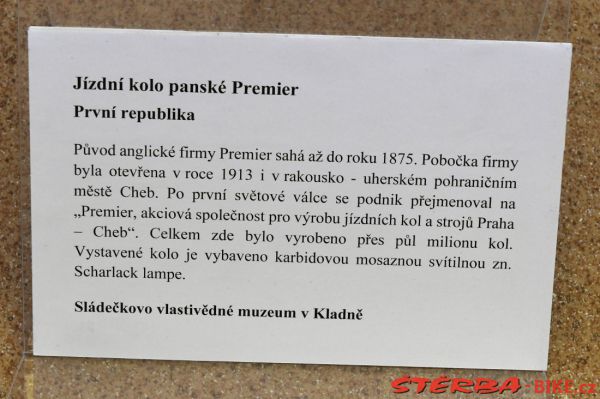 Jízdní kolo panské Premier
První republika
Původ anglické firmy Premier sahá až do roku 1875. Pobočka firmy
byla otevřena v roce 1913 i v rakousko - uherském pohraničním
městě Cheb. Po první světové válce se podnik přejmenoval na
„Premier, akciová společnost pro výrobu jízdních kol a strojů Praha
– Cheb“. Celkem zde bylo vyrobeno přes půl milionu kol.
Vystavené kolo je vybaveno karbidovou mosaznou svítilnou zn.
Scharlack lampe.
Sládečkovo vlastivědné muzeum v Kladně
STERBA-BIKE.cz